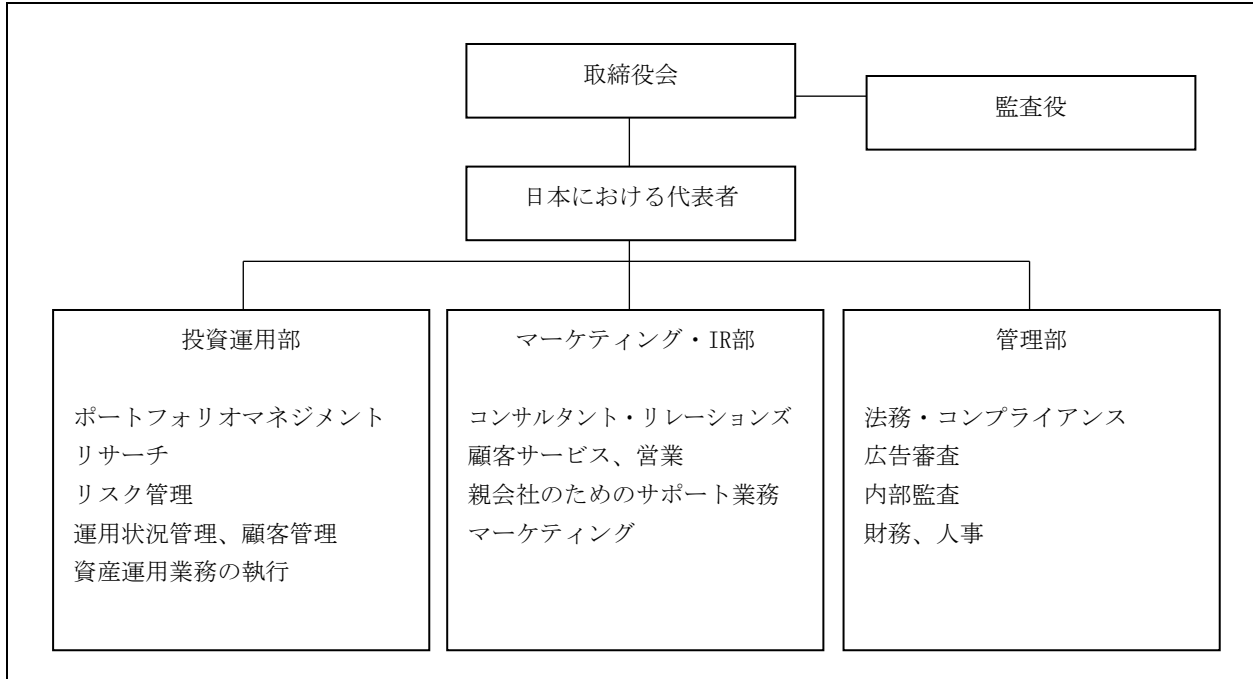 取締役会
監査役
日本における代表者
投資運用部
ポートフォリオマネジメント
リサーチ
リスク管理
運用状況管理、顧客管理
資産運用業務の執行
マーケティング・IR部
コンサルタント・リレーションズ
顧客サービス、営業
親会社のためのサポート業務
マーケティング
管理部
法務・コンプライアンス
広告審査
内部監査
財務、人事